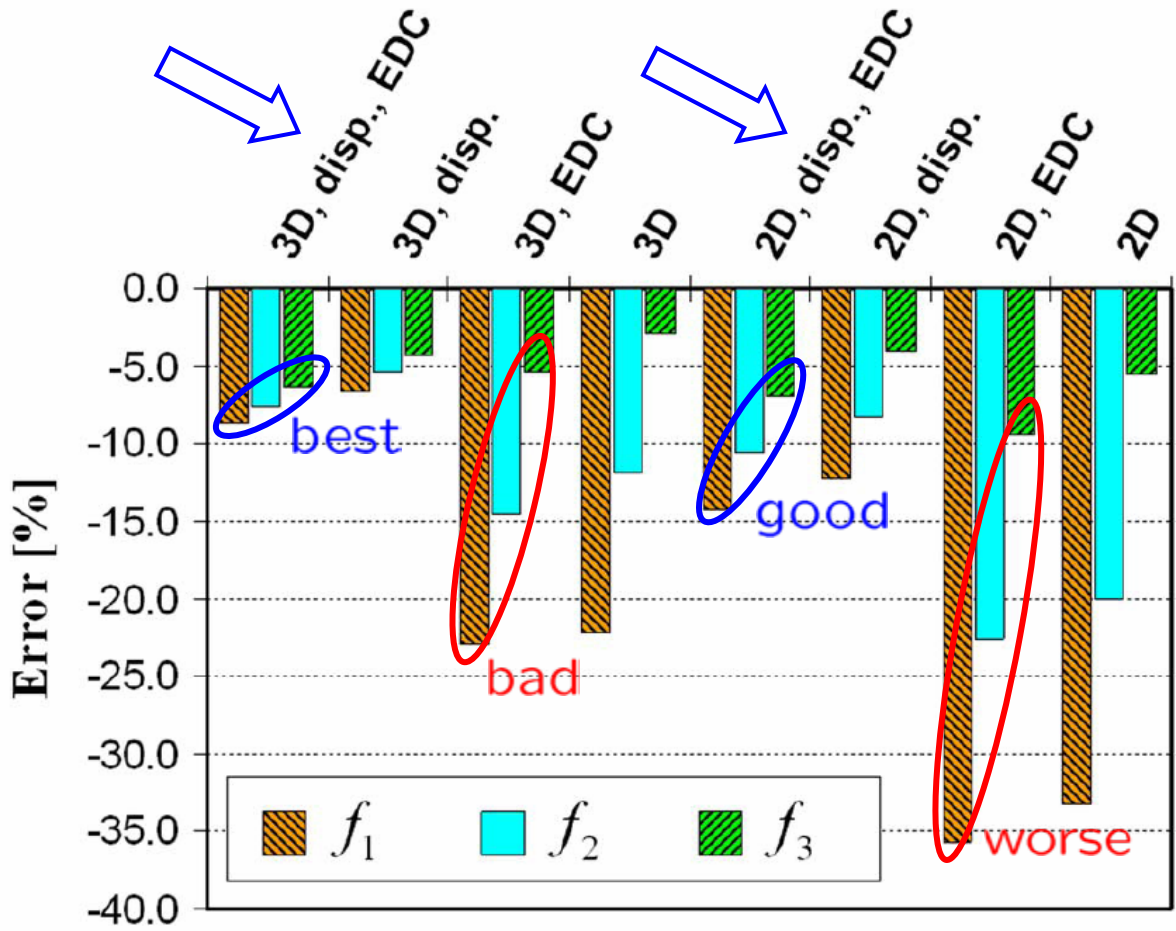 3D, disp., EDC
3D, disp.
3D, EDC
3D
2D, disp., EDC
2D, disp.
2D, EDC
2D
Error [%]
0.0
-5.0
-10.0
-15.0
-20.0
-25.0
-30.0
-35.0
-40.0
best
good
bad
worse
f₁
f₂
f₃